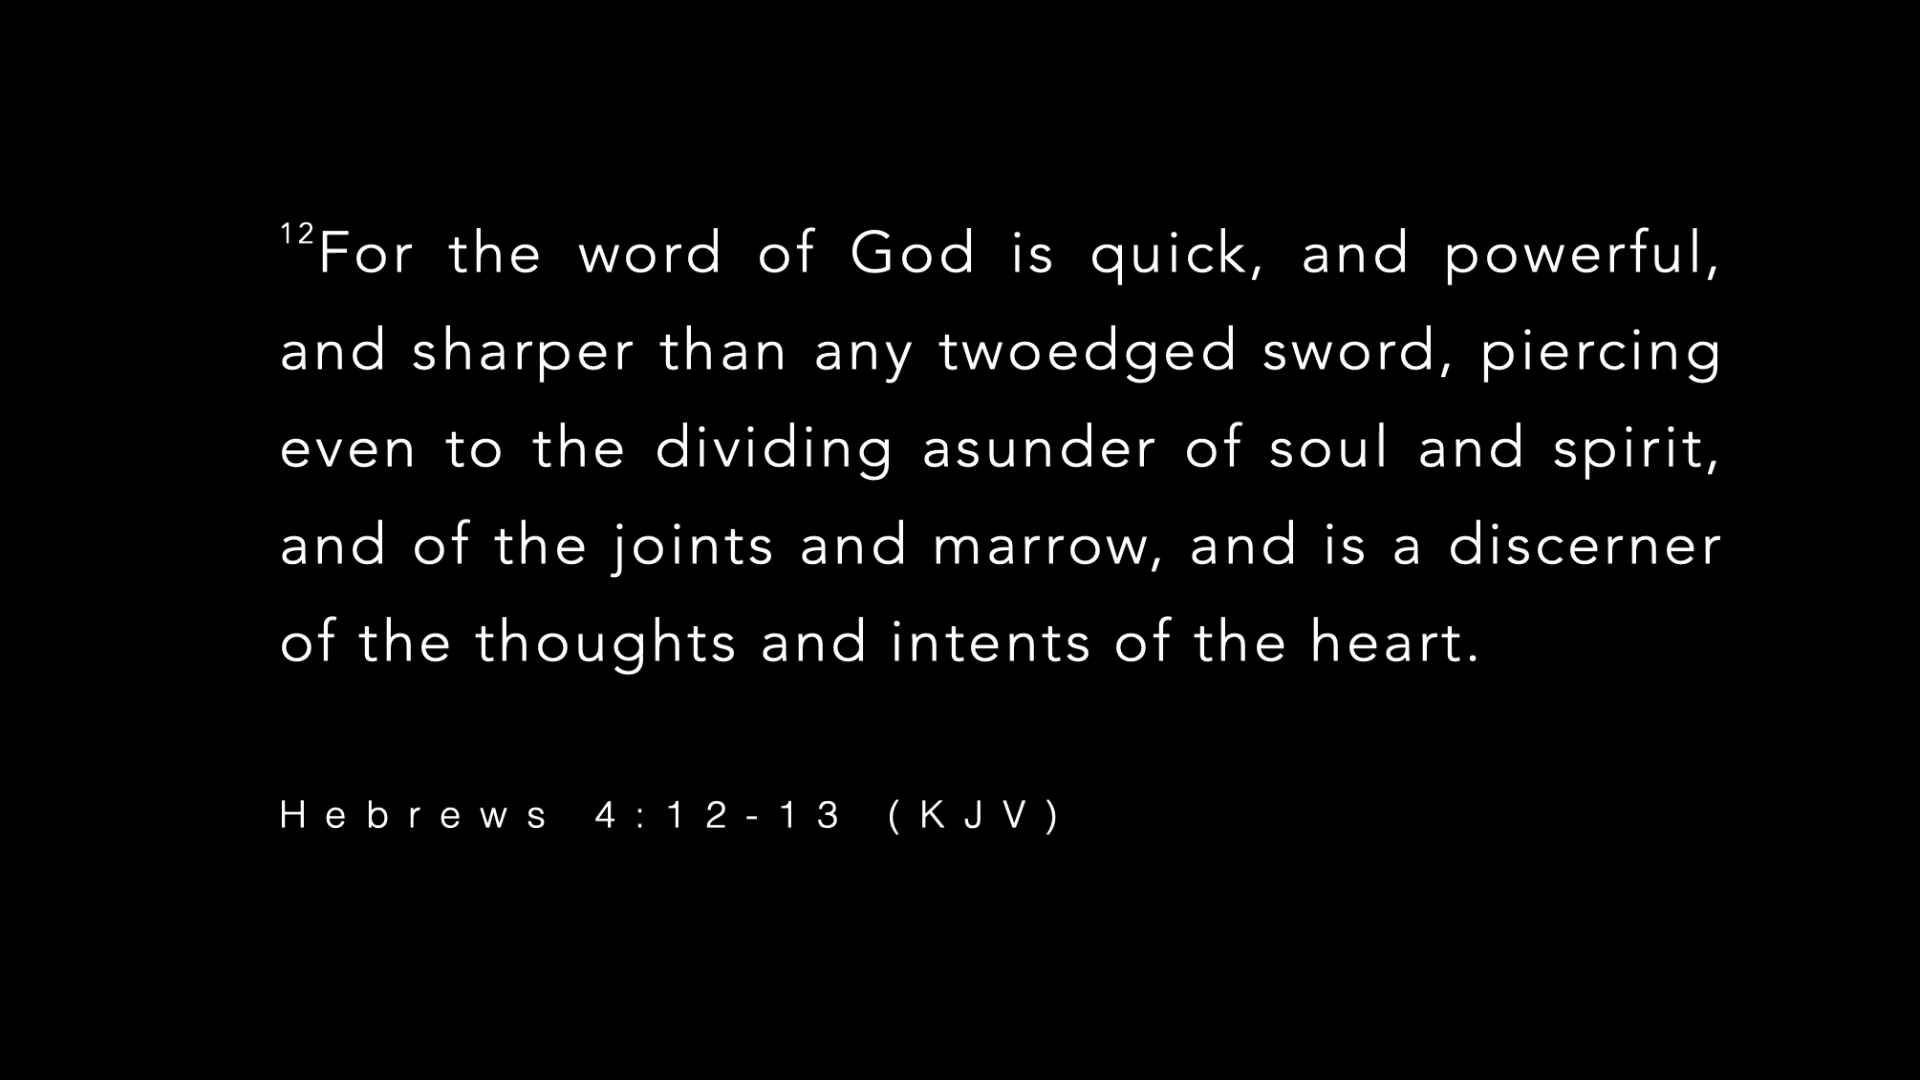 12For the word of God is quick, and powerful,
and sharper than any twoedged sword, piercing
even to the dividing asunder of soul and spirit,
and of the joints and marrow, and is a discerner
of the thoughts and intents of the heart.
Hebrews 4:12-13 (KJV)